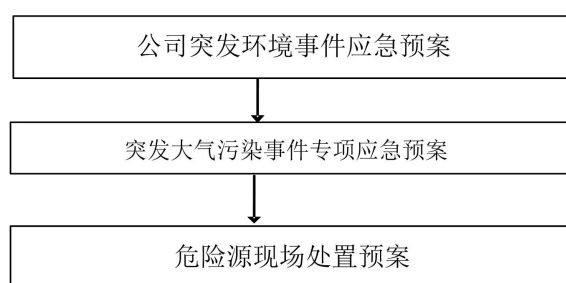 公司突发环境事件应急预案
突发大气污染事件专项应急预案
危险源现场处置预案